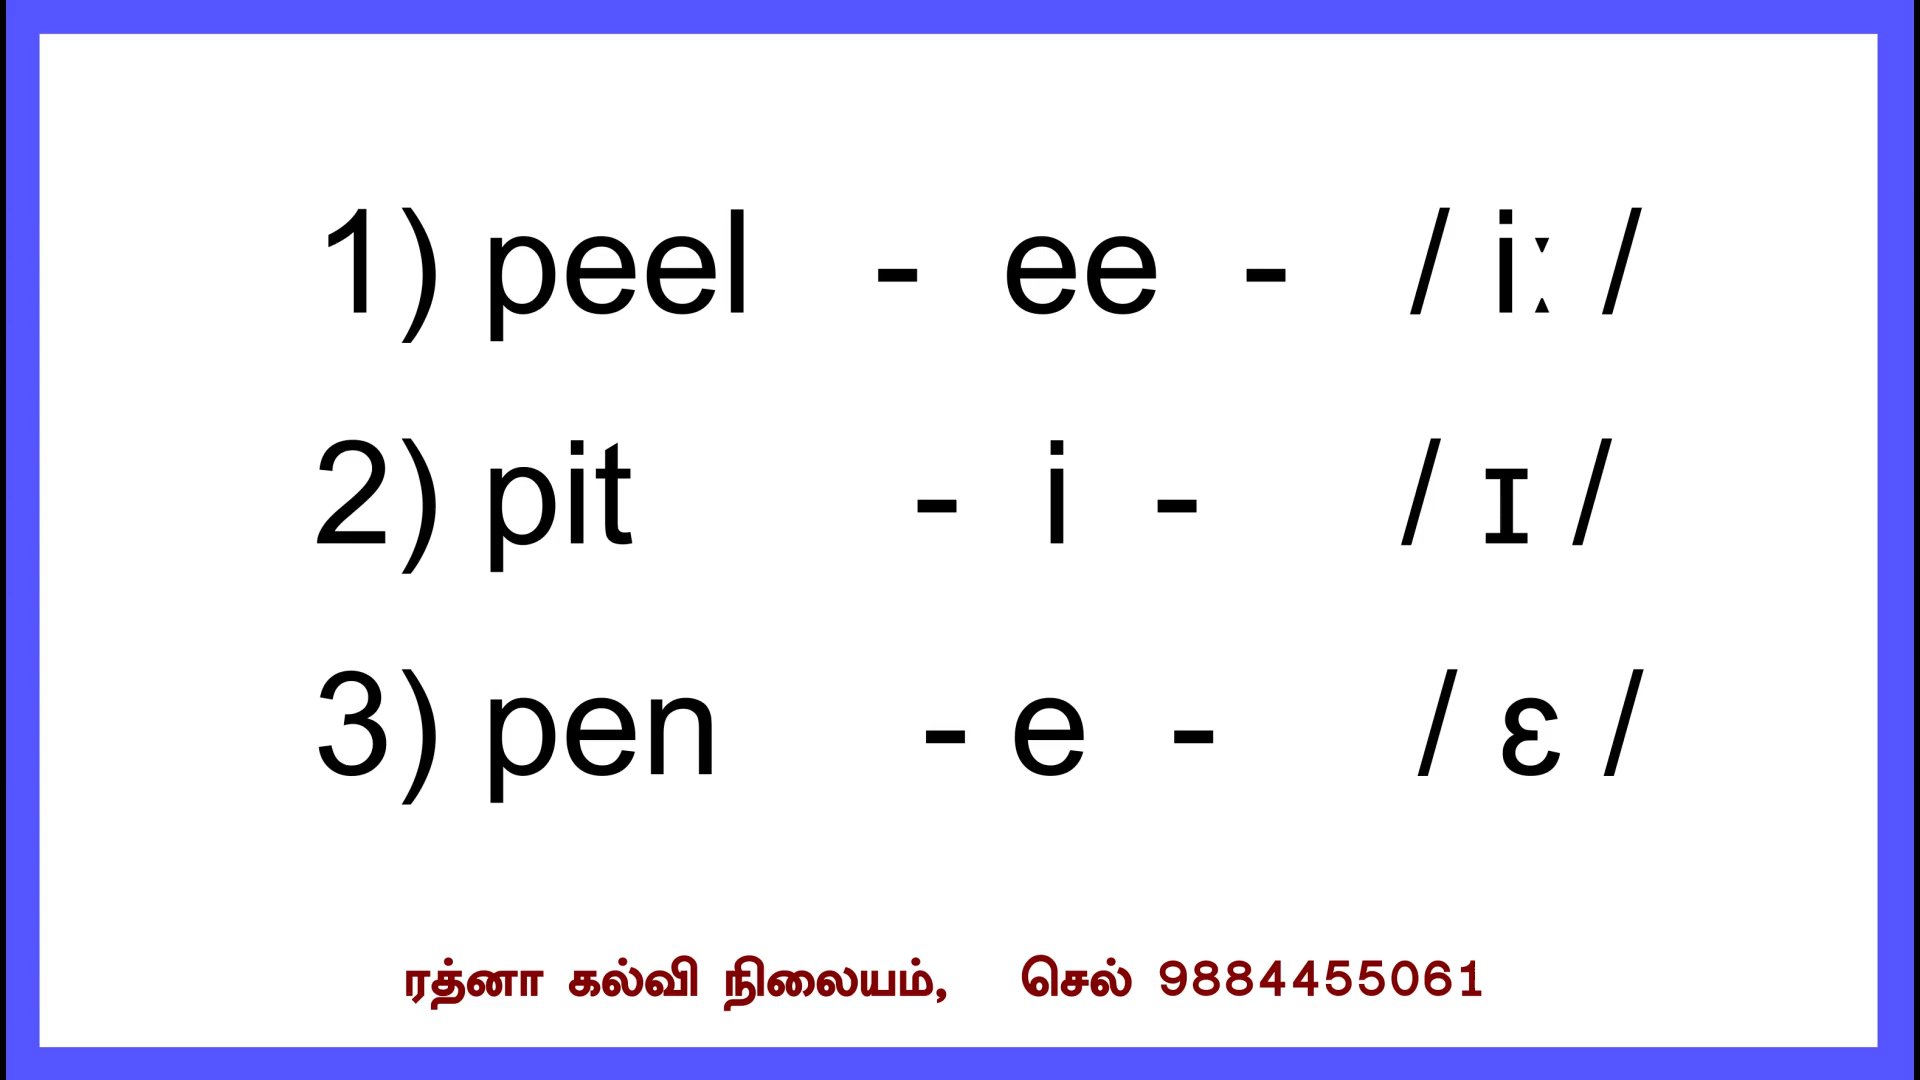 1) peel - ee - / iː /
2) pit - i - / ɪ /
3) pen - e - / ɛ /
ரத்னா கல்வி நிலையம், செல் 9884455061